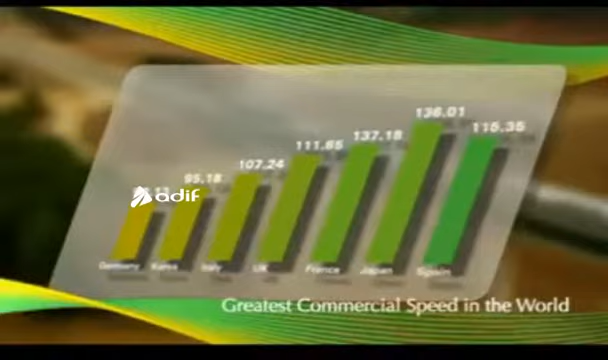 136.01
115.35
137.18
111.65
107.24
95.18
adif
Germany Korea Italy UK France Japan Spain
Greatest Commercial Speed in the World